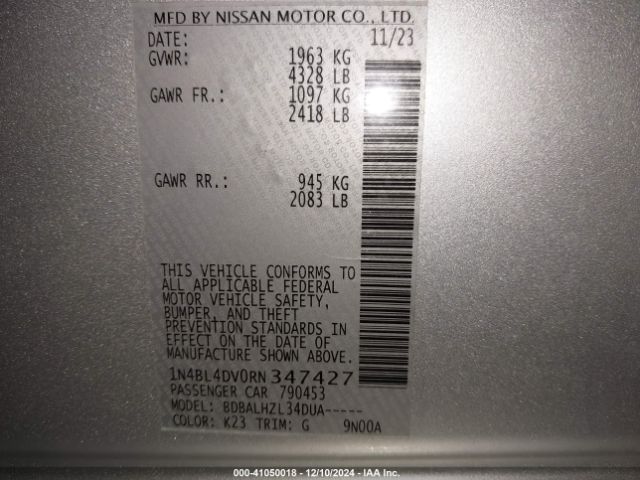 MFD BY NISSAN MOTOR CO., LTD.
DATE: 11/23
GVWR: 1963 KG
4328 LB
GAWR FR.: 1097 KG
2418 LB
GAWR RR.: 945 KG
2083 LB
THIS VEHICLE CONFORMS TO
ALL APPLICABLE FEDERAL
MOTOR VEHICLE SAFETY,
BUMPER, AND THEFT
PREVENTION STANDARDS IN
EFFECT ON THE DATE OF
MANUFACTURE SHOWN ABOVE.
1N4BL4DV0RN347427
PASSENGER CAR 790453
MODEL: BDBALHZL34DUA-----
COLOR: K23 TRIM: G 9N00A
000-41050018 - 12/10/2024 - IAA Inc.